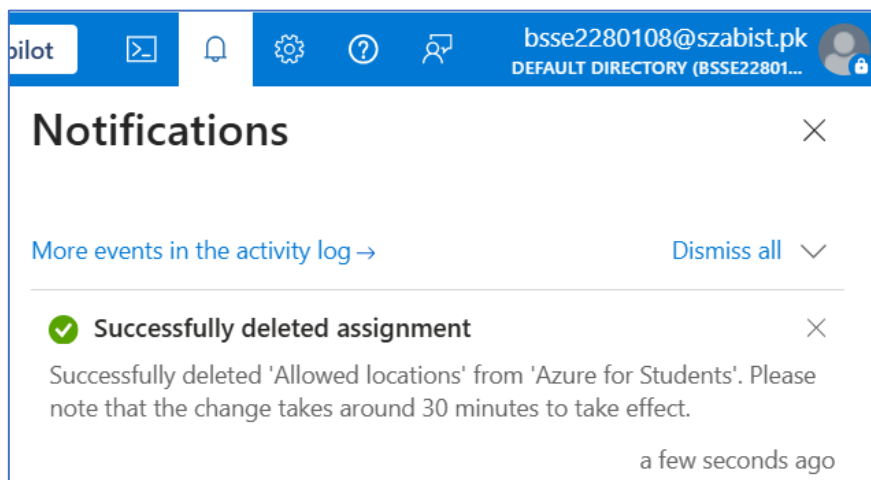 pilot
bsse2280108@szabist.pk
DEFAULT DIRECTORY (BSSE22801...
Notifications
More events in the activity log →
Dismiss all
Successfully deleted assignment
Successfully deleted 'Allowed locations' from 'Azure for Students'. Please
note that the change takes around 30 minutes to take effect.
a few seconds ago